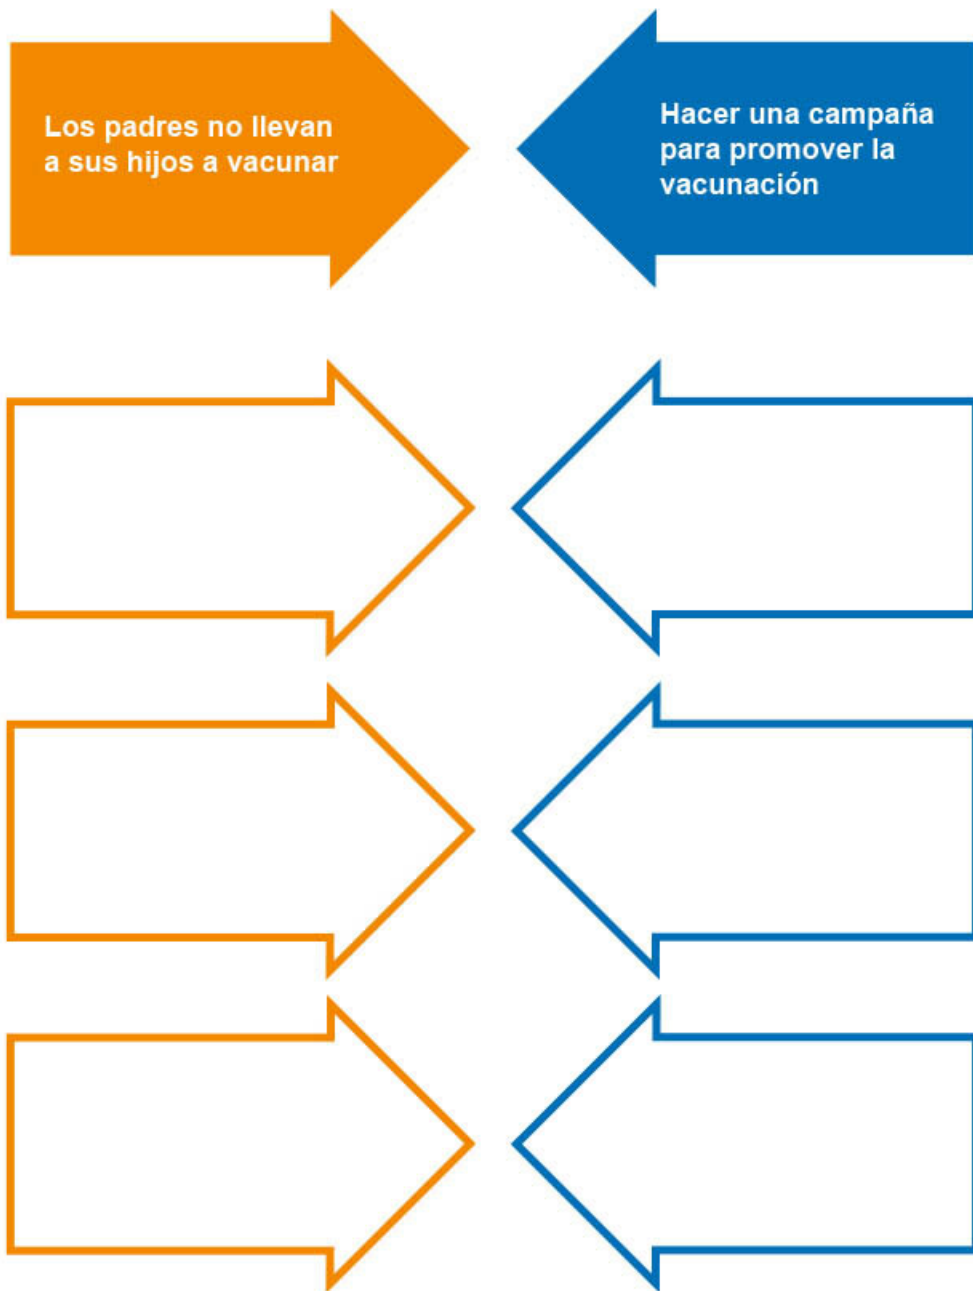 Los padres no llevan
a sus hijos a vacunar
Hacer una campaña
para promover la
vacunación